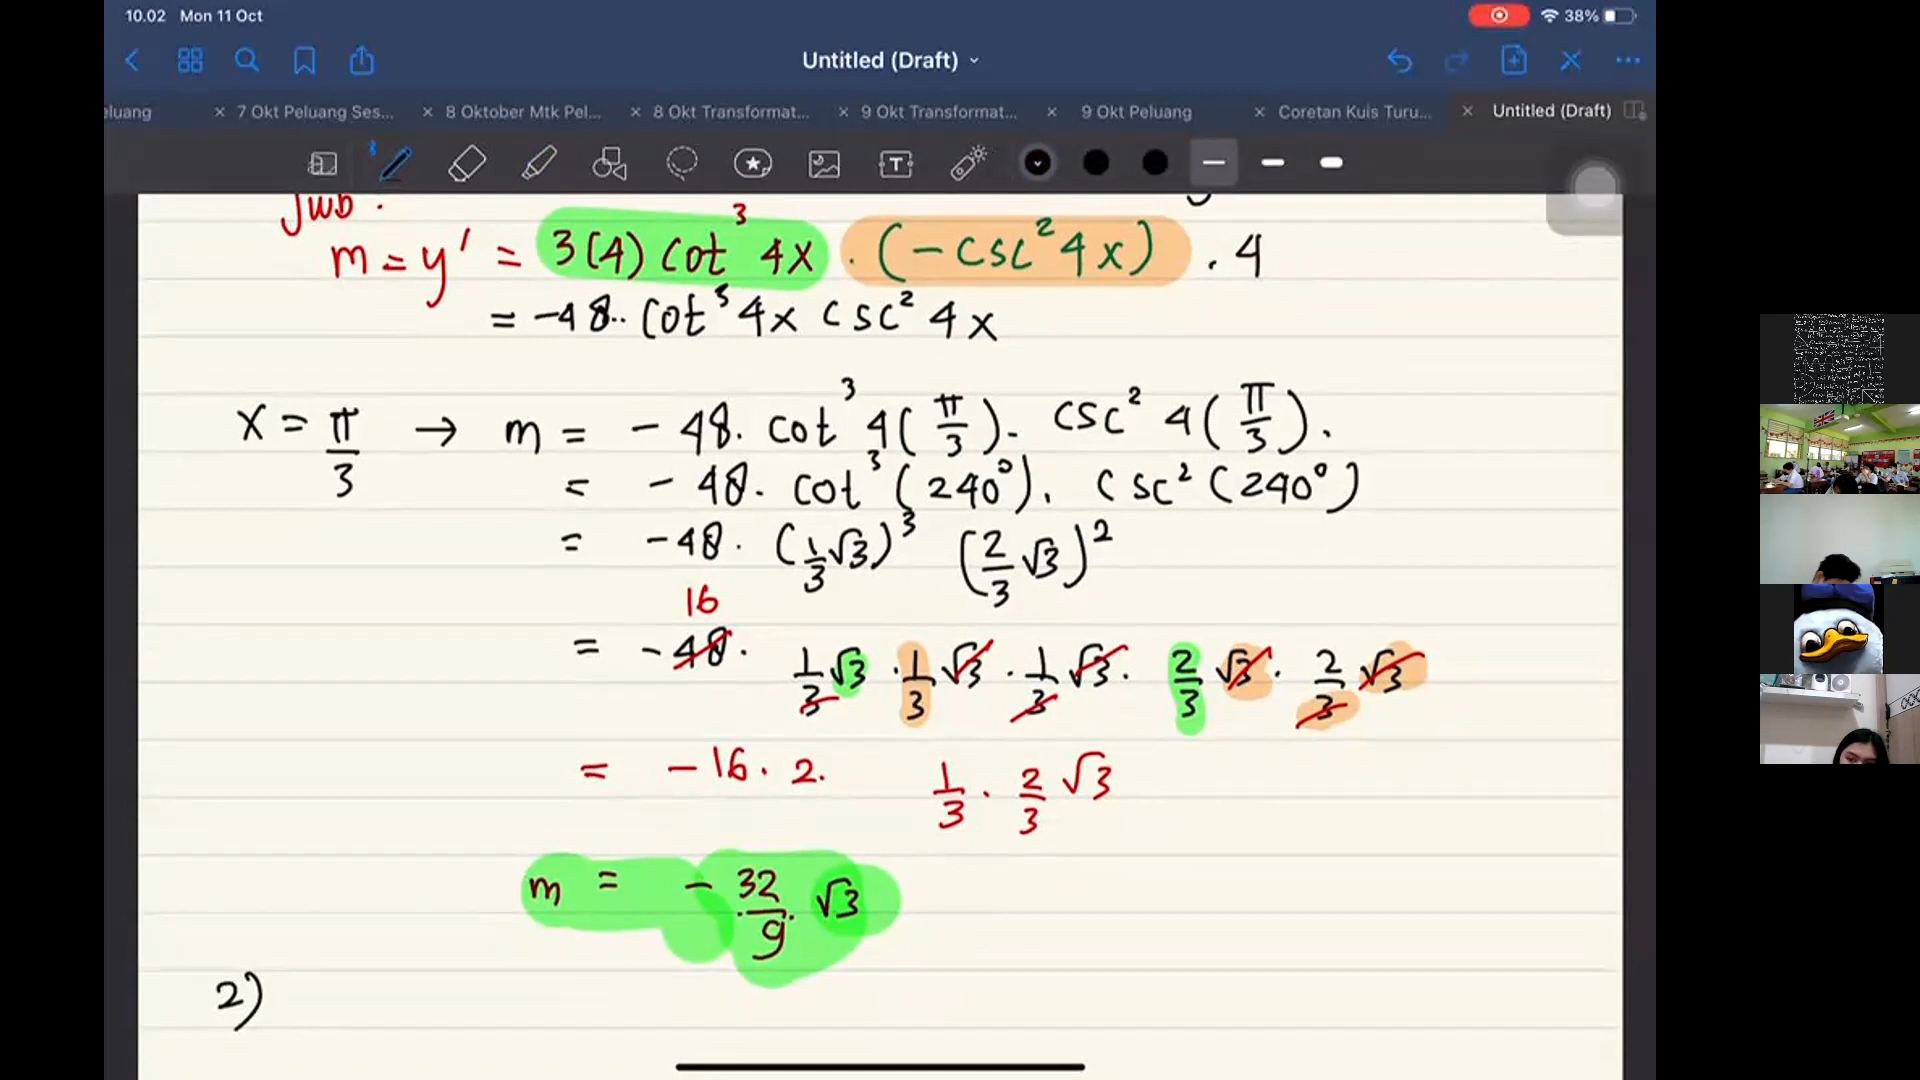 10.02 Mon 11 Oct 38%
Untitled (Draft)
eluang 7 Okt Peluang Ses... 8 Oktober Mtk Pel... 8 Okt Transformat... 9 Okt Transformat... 9 Okt Peluang Coretan Kuis Turu... Untitled (Draft)
Jwb :
m = y' = 3(4) cot³ 4x . (-csc² 4x) . 4
= -48.. cot³ 4x csc² 4x
x = π/3 → m = -48. cot³ 4(π/3). csc² 4(π/3).
= -48. cot³(240°). csc²(240°)
= -48. (1/3 √3)³ (2/3 √3)²
16
= -48. 1/3 √3 . 1/3 √3 . 1/3 √3 . 2/3 √3 . 2/3 √3
= -16. 2. 1/3 . 2/3 √3
m = - 32/9 . √3
2)